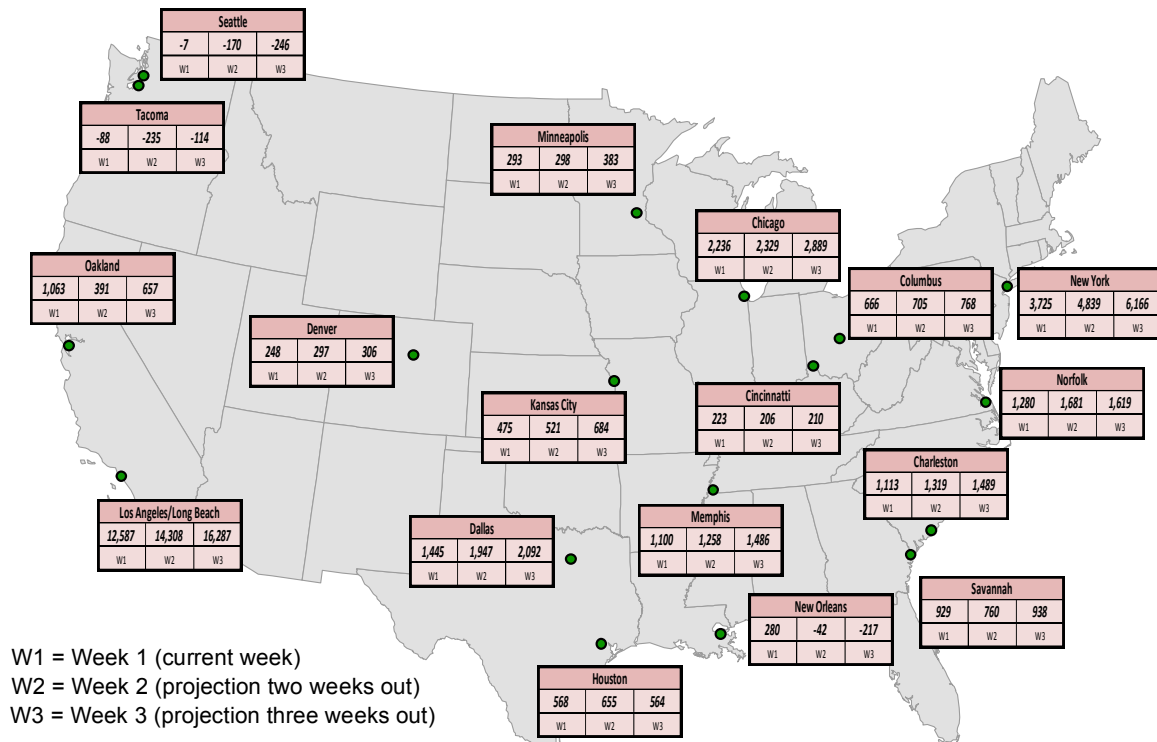 Seattle
-7 -170 -246
W1 W2 W3
Tacoma
-88 -235 -114
W1 W2 W3
Minneapolis
293 298 383
W1 W2 W3
Chicago
2,236 2,329 2,889
W1 W2 W3
Oakland
1,063 391 657
W1 W2 W3
Columbus
666 705 768
W1 W2 W3
New York
3,725 4,839 6,166
W1 W2 W3
Denver
248 297 306
W1 W2 W3
Norfolk
1,280 1,681 1,619
W1 W2 W3
Kansas City
475 521 684
W1 W2 W3
Cincinnatti
223 206 210
W1 W2 W3
Charleston
1,113 1,319 1,489
W1 W2 W3
Los Angeles/Long Beach
12,587 14,308 16,287
W1 W2 W3
Dallas
1,445 1,947 2,092
W1 W2 W3
Memphis
1,100 1,258 1,486
W1 W2 W3
Savannah
929 760 938
W1 W2 W3
New Orleans
280 -42 -217
W1 W2 W3
Houston
568 655 564
W1 W2 W3
W1 = Week 1 (current week)
W2 = Week 2 (projection two weeks out)
W3 = Week 3 (projection three weeks out)